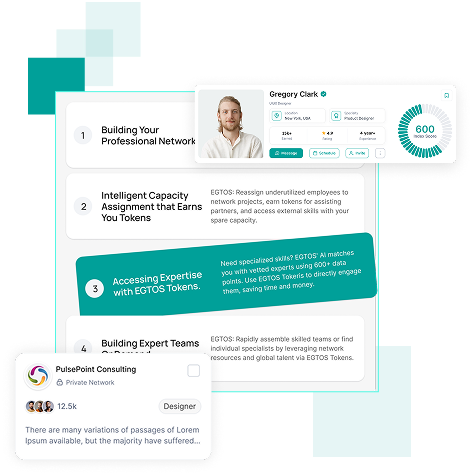 Gregory Clark
UI/UX Designer
Location
New York, USA
Specialty
Product Designer
4.9
Rating
4 year+
Experience
Message
Schedule
Invite
600
Index Score
1
Building Your
Professional Network
2
Intelligent Capacity
Assignment that Earns
You Tokens
EGTOS: Reassign underutilized employees to
network projects, earn tokens for assisting
partners, and access external skills with your
spare capacity.
3
Accessing Expertise
with EGTOS Tokens.
Need specialized skills? EGTOS' AI matches
you with vetted experts using 600+ data
points. Use EGTOS Tokens to directly engage
them, saving time and money.
4
Building Expert Teams
EGTOS: Rapidly assemble skilled teams or find
individual specialists by leveraging network
resources and global talent via EGTOS Tokens.
PulsePoint Consulting
Private Network
12.5k
Designer
There are many variations of passages of Lorem
Ipsum available, but the majority have suffered...